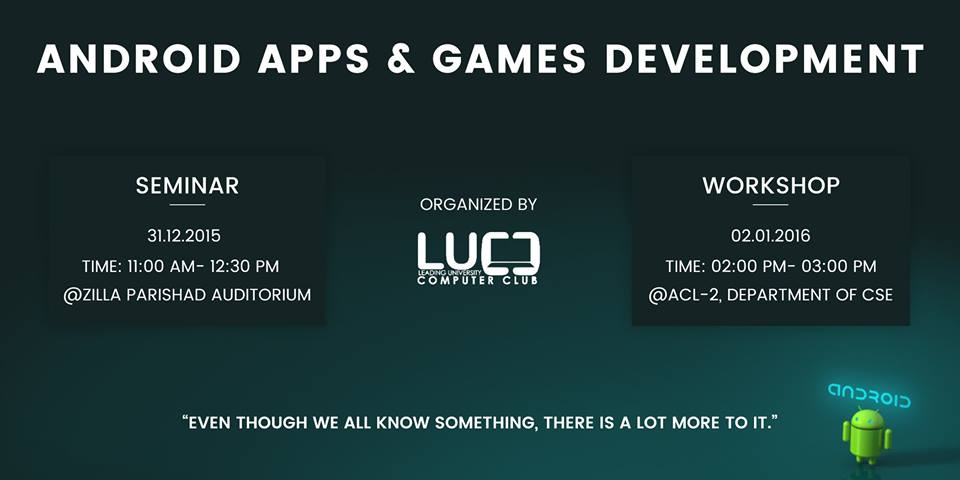 ANDROID APPS & GAMES DEVELOPMENT
SEMINAR
31.12.2015
TIME: 11:00 AM- 12:30 PM
@ZILLA PARISHAD AUDITORIUM
ORGANIZED BY
LUCC
LEADING UNIVERSITY
COMPUTER CLUB
WORKSHOP
02.01.2016
TIME: 02:00 PM- 03:00 PM
@ACL-2, DEPARTMENT OF CSE
“EVEN THOUGH WE ALL KNOW SOMETHING, THERE IS A LOT MORE TO IT.”
ANDROID